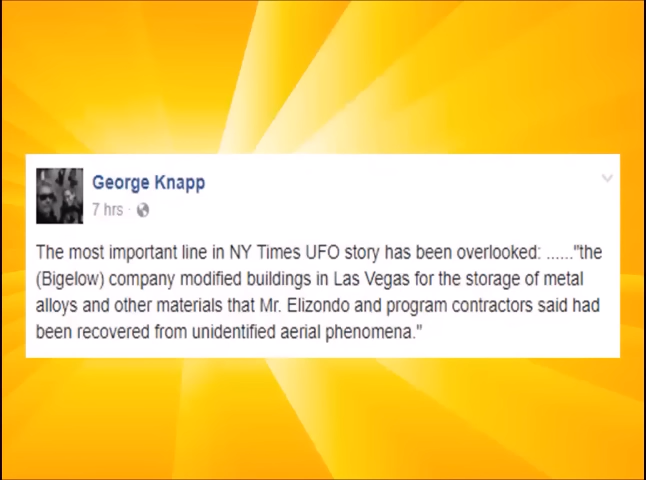 George Knapp
7 hrs ·
The most important line in NY Times UFO story has been overlooked: ......"the
(Bigelow) company modified buildings in Las Vegas for the storage of metal
alloys and other materials that Mr. Elizondo and program contractors said had
been recovered from unidentified aerial phenomena."